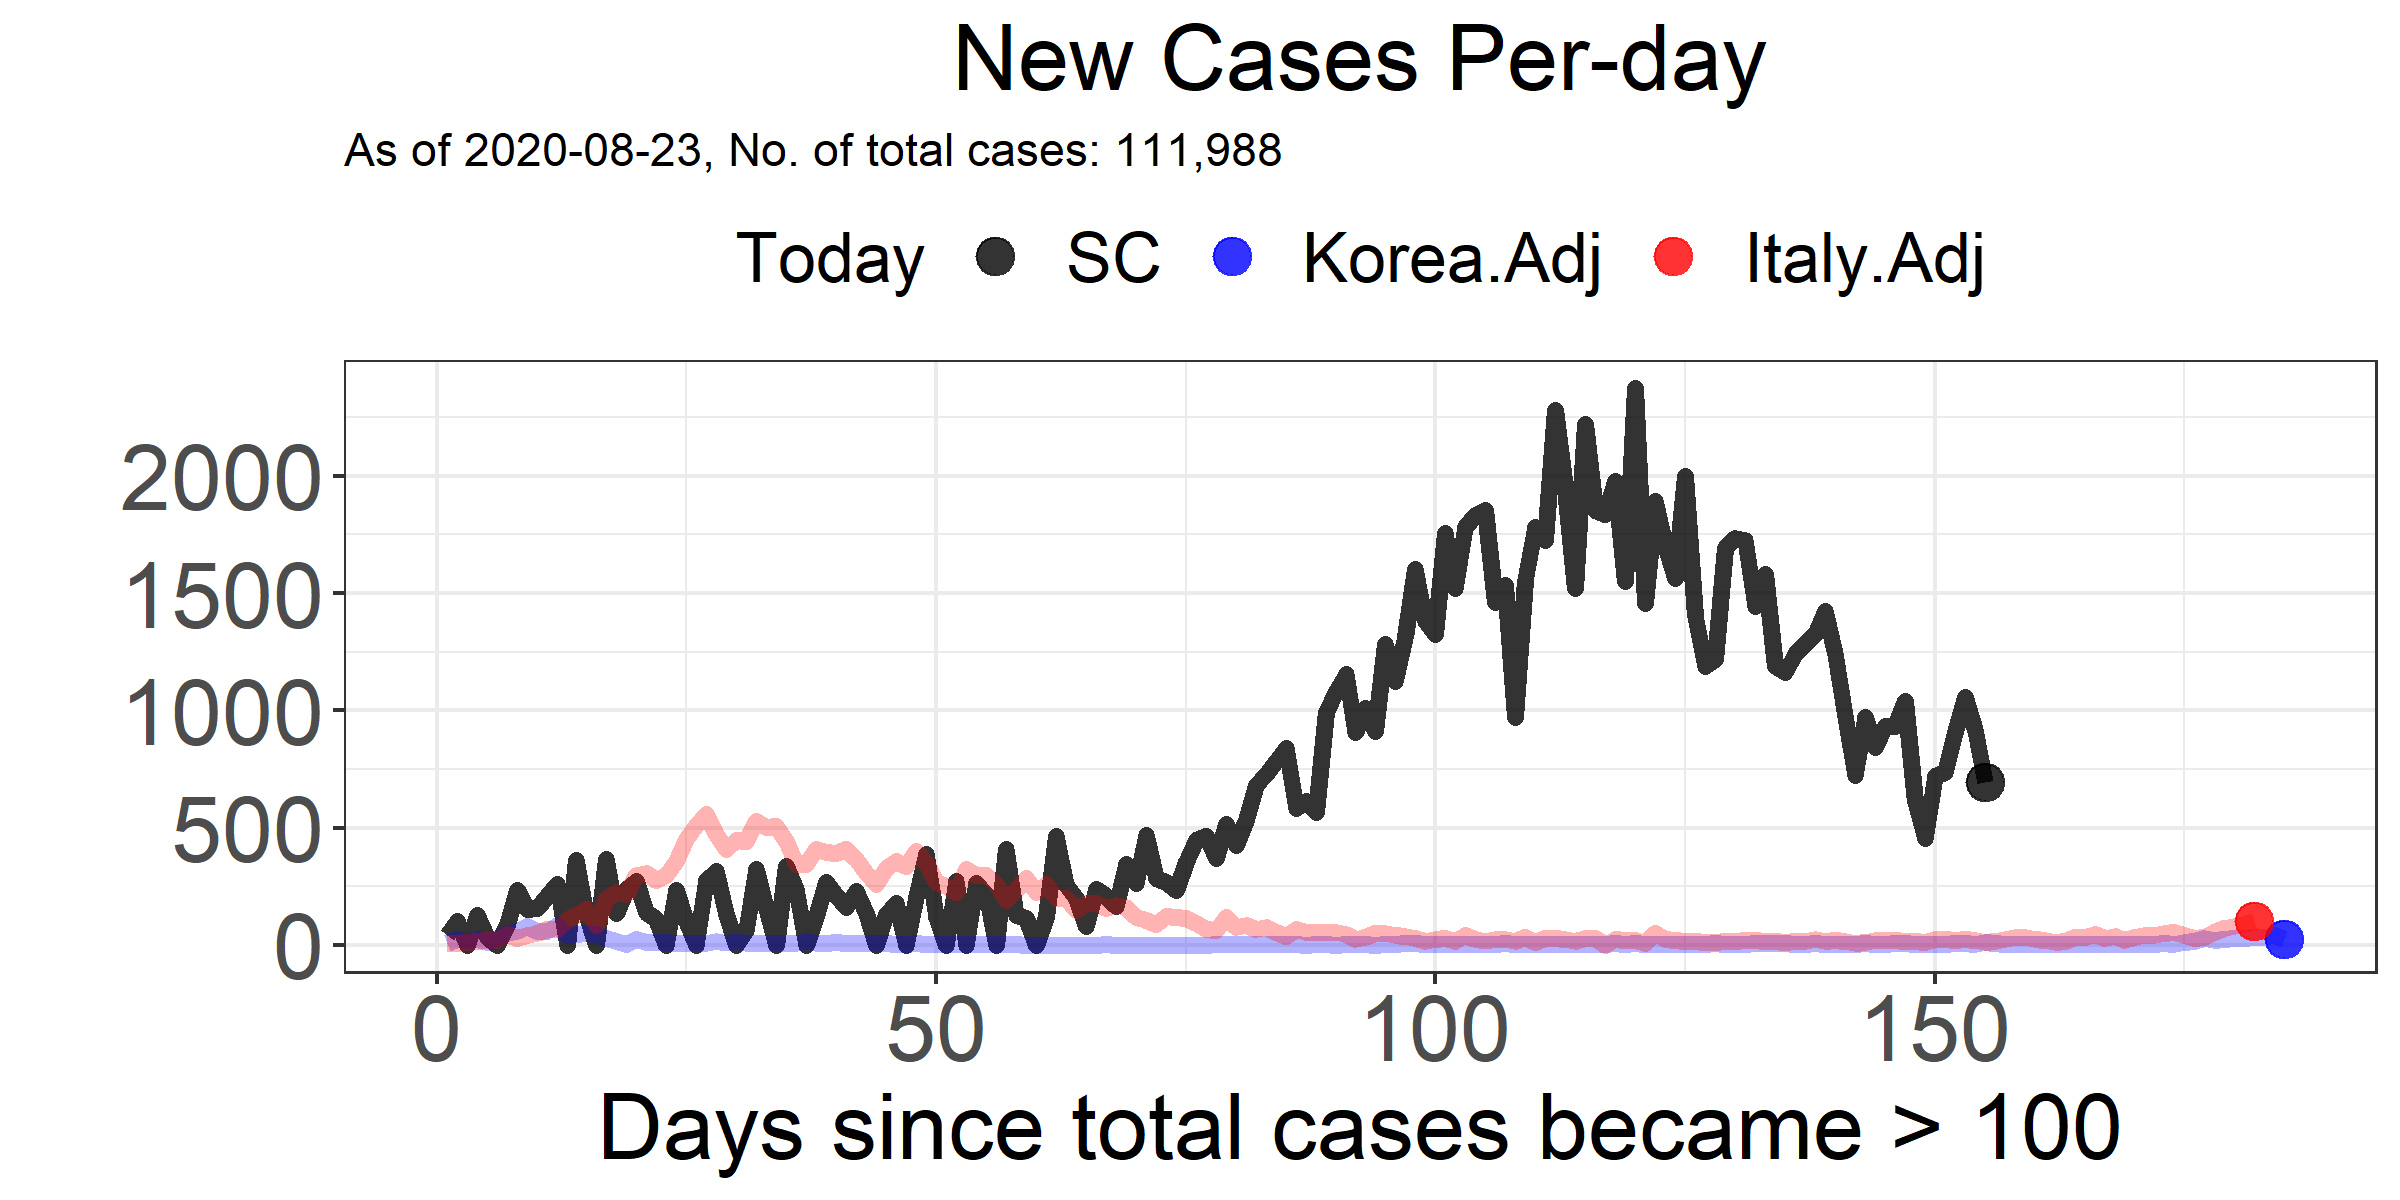 New Cases Per-day
As of 2020-08-23, No. of total cases: 111,988
Today SC Korea.Adj Italy.Adj
2000
1500
1000
500
0
0 50 100 150
Days since total cases became > 100